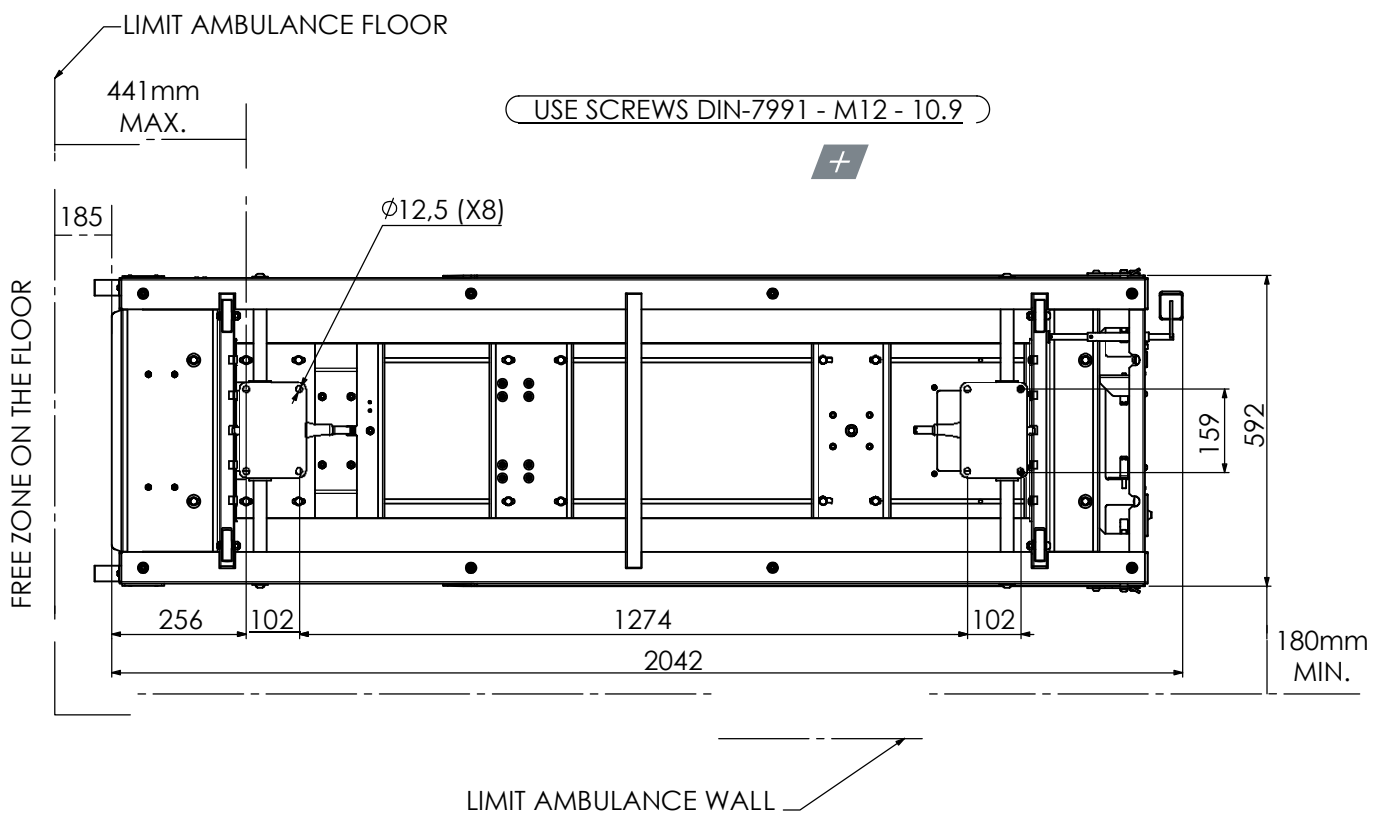 LIMIT AMBULANCE FLOOR
441mm
MAX.
USE SCREWS DIN-7991 - M12 - 10.9
+
185
Ø12,5 (X8)
FREE ZONE ON THE FLOOR
159
592
256
102
1274
102
2042
180mm
MIN.
LIMIT AMBULANCE WALL